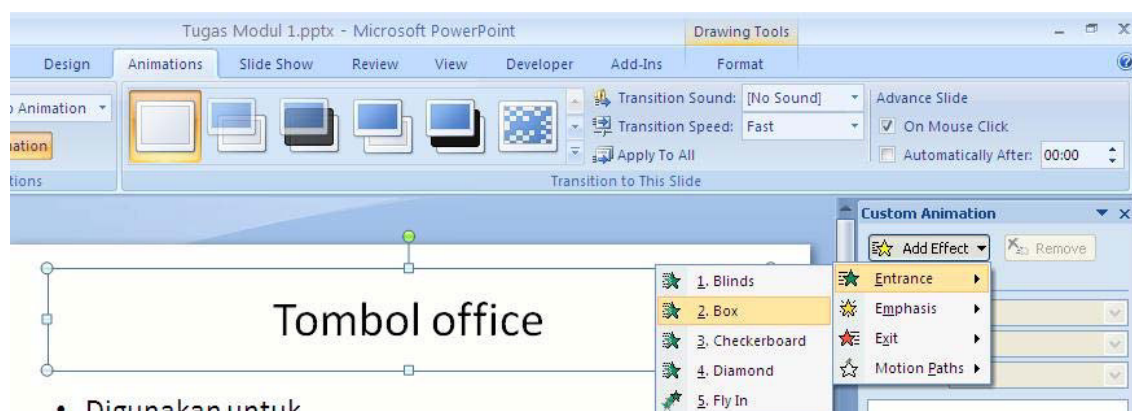 Tugas Modul 1.pptx - Microsoft PowerPoint
Drawing Tools
Design Animations Slide Show Review View Developer Add-Ins Format
Animation
Transition Sound: [No Sound]
Transition Speed: Fast
Apply To All
Transition to This Slide
Advance Slide
On Mouse Click
Automatically After: 00:00
Custom Animation
Add Effect
Remove
Entrance
Emphasis
Exit
Motion Paths
1. Blinds
2. Box
3. Checkerboard
4. Diamond
5. Fly In
Tombol office
• Digunakan untuk